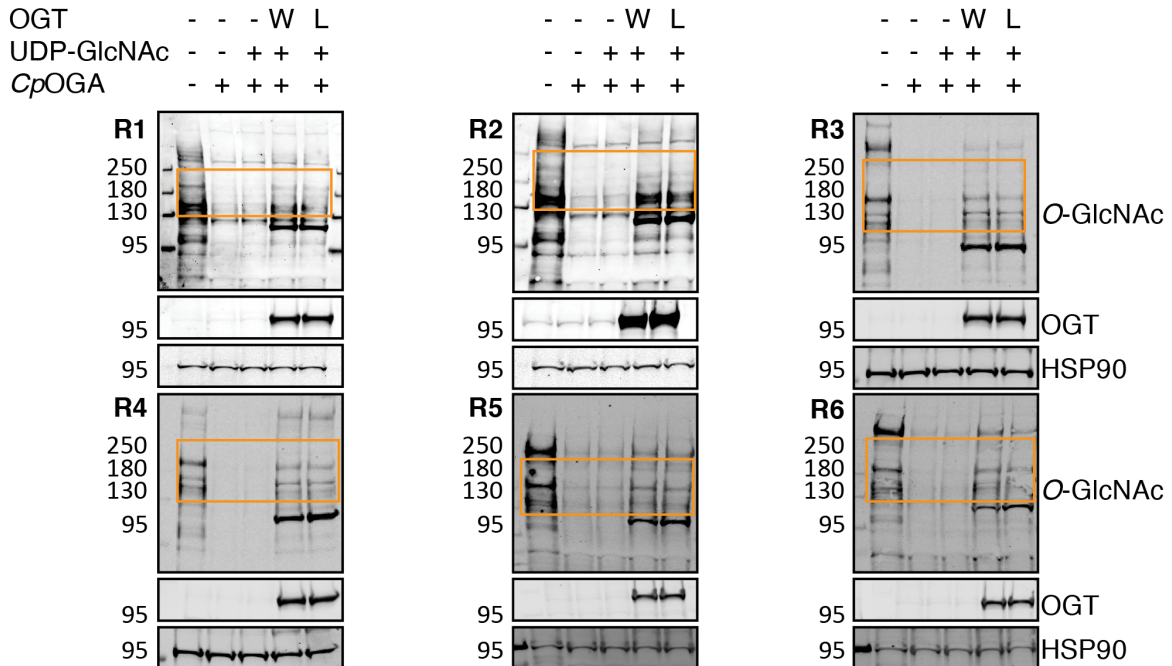 OGT - - - W L - - - W L - - - W L
UDP-GlcNAc - - + + + - - + + + - - + + +
CpOGA - + + + + - + + + + - + + + +
R1 R2 R3
250 250 250
180 180 180
130 130 130 O-GlcNAc
95 95 95
95 95 95 OGT
95 95 95 HSP90
R4 R5 R6
250 250 250
180 180 180
130 130 130 O-GlcNAc
95 95 95
95 95 95 OGT
95 95 95 HSP90